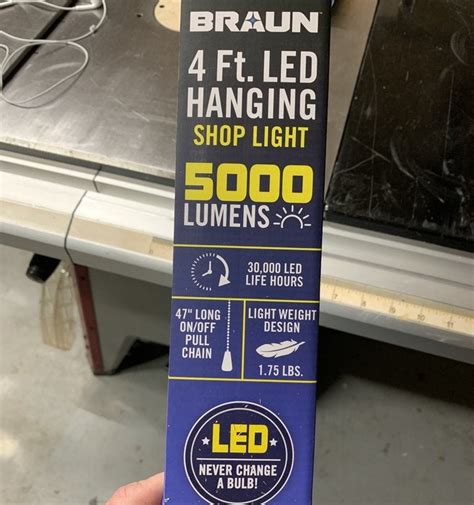 BRAUN
4 Ft. LED
HANGING
SHOP LIGHT
5000
LUMENS
30,000 LED
LIFE HOURS
47" LONG
ON/OFF
PULL
CHAIN
LIGHT WEIGHT
DESIGN
1.75 LBS.
LED
NEVER CHANGE
A BULB!